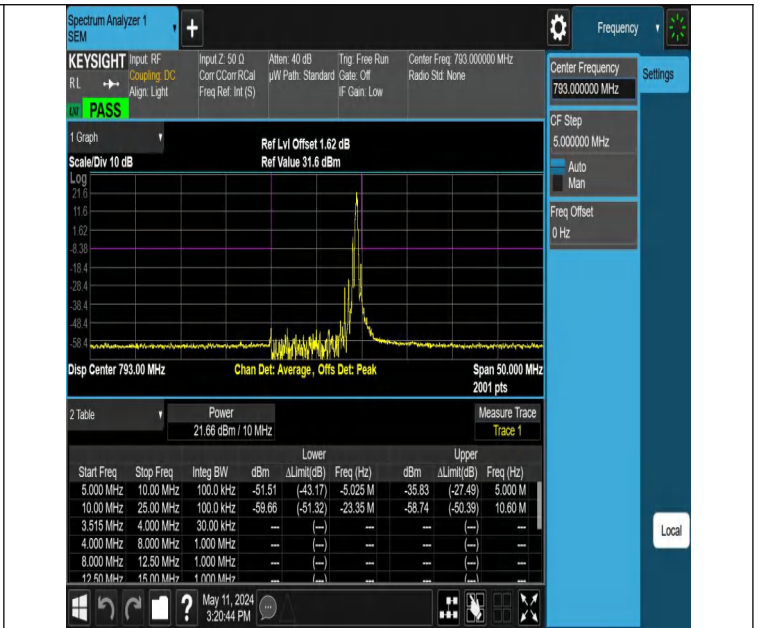 Spectrum Analyzer 1
SEM
+
Frequency
KEYSIGHT Input: RF Input Z: 50 Ω Atten: 40 dB Trig: Free Run Center Freq: 793.000000 MHz
RL Coupling: DC Corr CCorr RCal µW Path: Standard Gate: Off Radio Std: None
Align: Light Freq Ref: Int (S) IF Gain: Low
LXI PASS
Center Frequency
793.000000 MHz
Settings
CF Step
5.000000 MHz
Auto
Man
Freq Offset
0 Hz
Local
1 Graph
Ref Lvl Offset 1.62 dB
Scale/Div 10 dB Ref Value 31.6 dBm
Log
21.6
11.6
1.62
-8.38
-18.4
-28.4
-38.4
-48.4
-58.4
Disp Center 793.00 MHz Chan Det: Average , Offs Det: Peak Span 50.000 MHz
2001 pts
2 Table Power Measure Trace
21.66 dBm / 10 MHz Trace 1
Lower Upper
Start Freq Stop Freq Integ BW dBm ΔLimit(dB) Freq (Hz) dBm ΔLimit(dB) Freq (Hz)
5.000 MHz 10.00 MHz 100.0 kHz -51.51 (-43.17) -5.025 M -35.83 (-27.49) 5.000 M
10.00 MHz 25.00 MHz 100.0 kHz -59.66 (-51.32) -23.35 M -58.74 (-50.39) 10.60 M
3.515 MHz 4.000 MHz 30.00 kHz --- (---) --- --- (---) ---
4.000 MHz 8.000 MHz 1.000 MHz --- (---) --- --- (---) ---
8.000 MHz 12.50 MHz 1.000 MHz --- (---) --- --- (---) ---
12.50 MHz 15.00 MHz 1.000 MHz --- (---) --- --- (---) ---
? May 11, 2024
3:20:44 PM